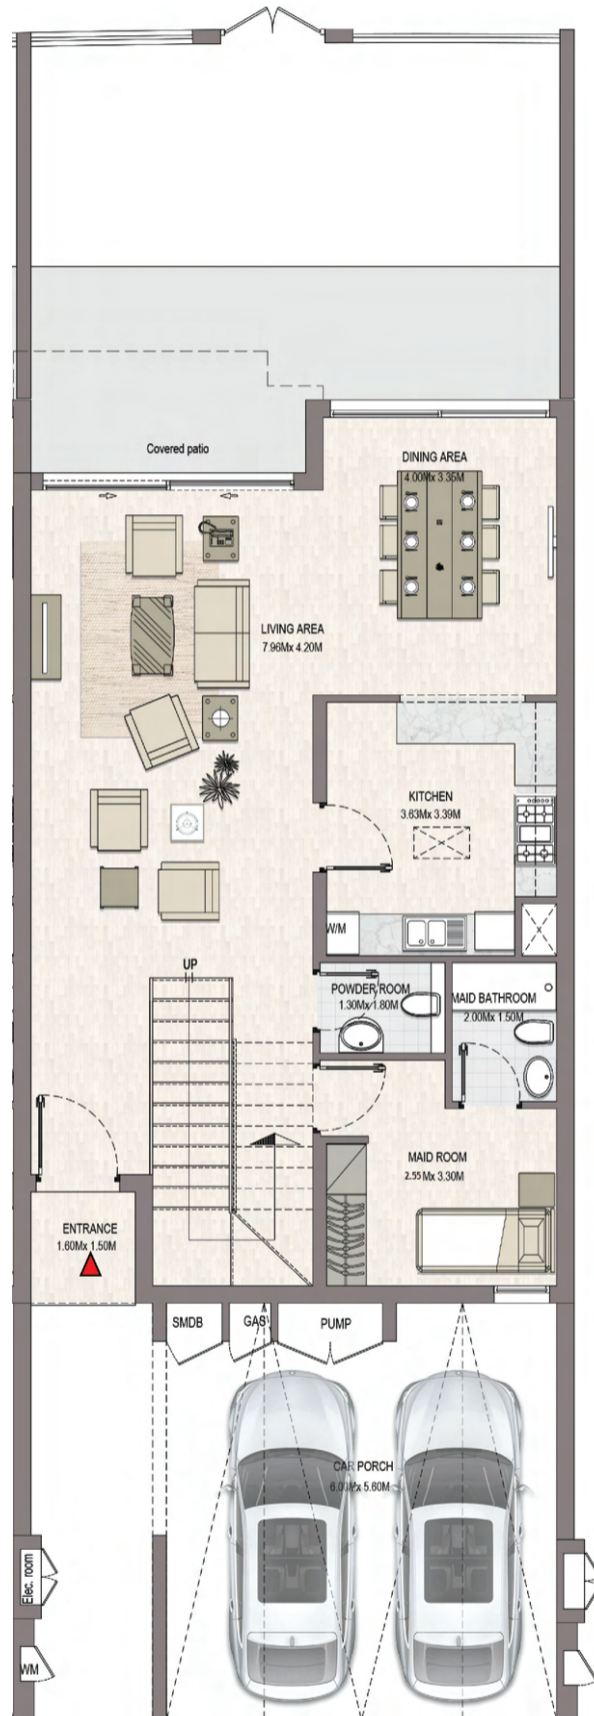 Covered patio
DINING AREA
4.00Mx 3.35M
LIVING AREA
7.96Mx 4.20M
KITCHEN
3.63Mx 3.39M
W/M
UP
POWDER ROOM
1.30Mx 1.80M
MAID BATHROOM
2.00Mx 1.50M
MAID ROOM
2.55 Mx 3.30M
ENTRANCE
1.60Mx 1.50M
SMDB
GAS
PUMP
CAR PORCH
6.00Mx 5.60M
Elec. room
WM